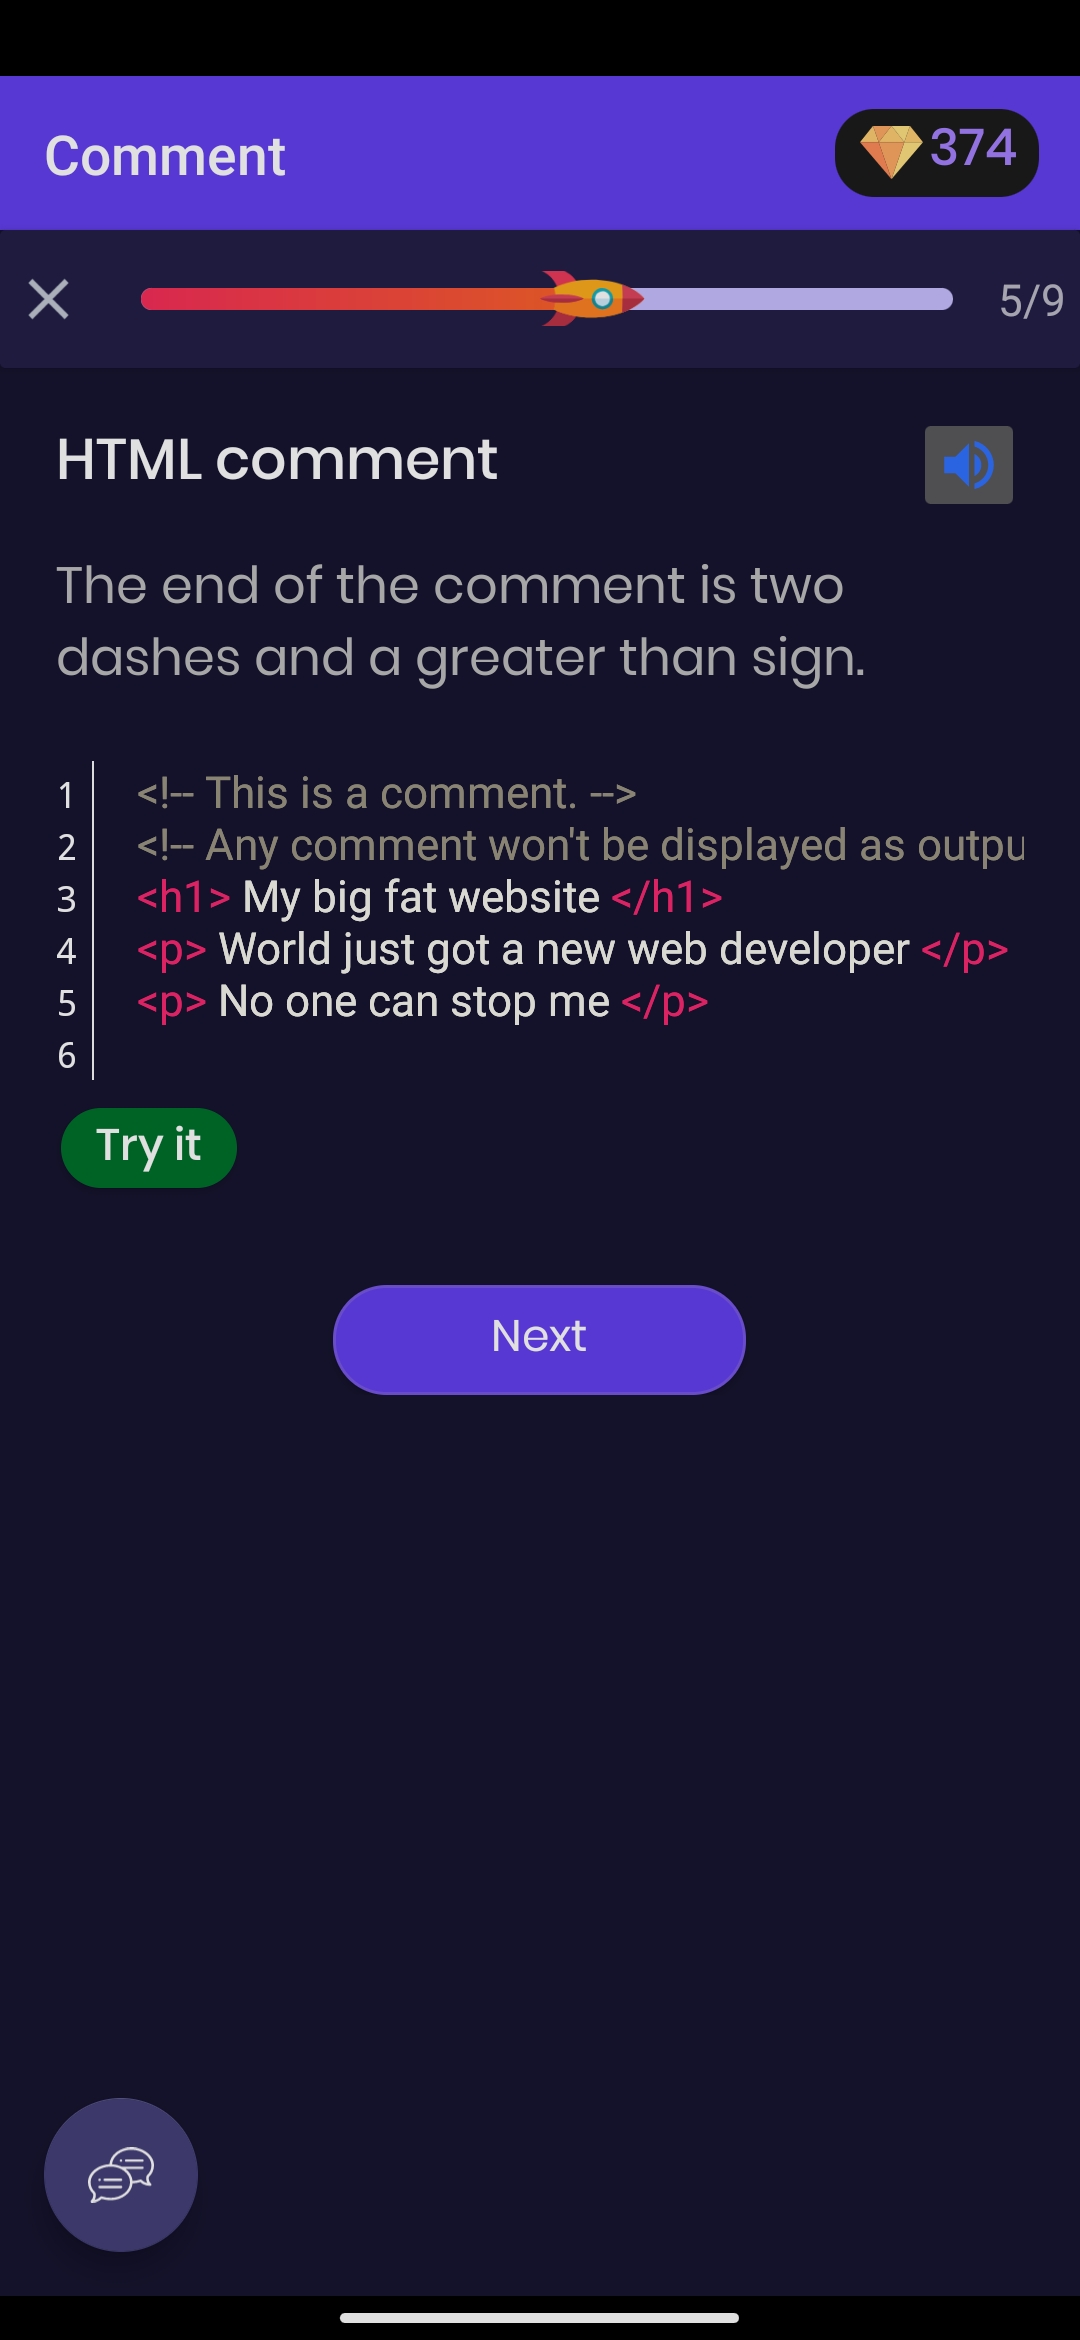 Comment
374
5/9
HTML comment
The end of the comment is two
dashes and a greater than sign.
1 <!-- This is a comment. -->
2 <!-- Any comment won't be displayed as outpu
3 <h1> My big fat website </h1>
4 <p> World just got a new web developer </p>
5 <p> No one can stop me </p>
6
Try it
Next